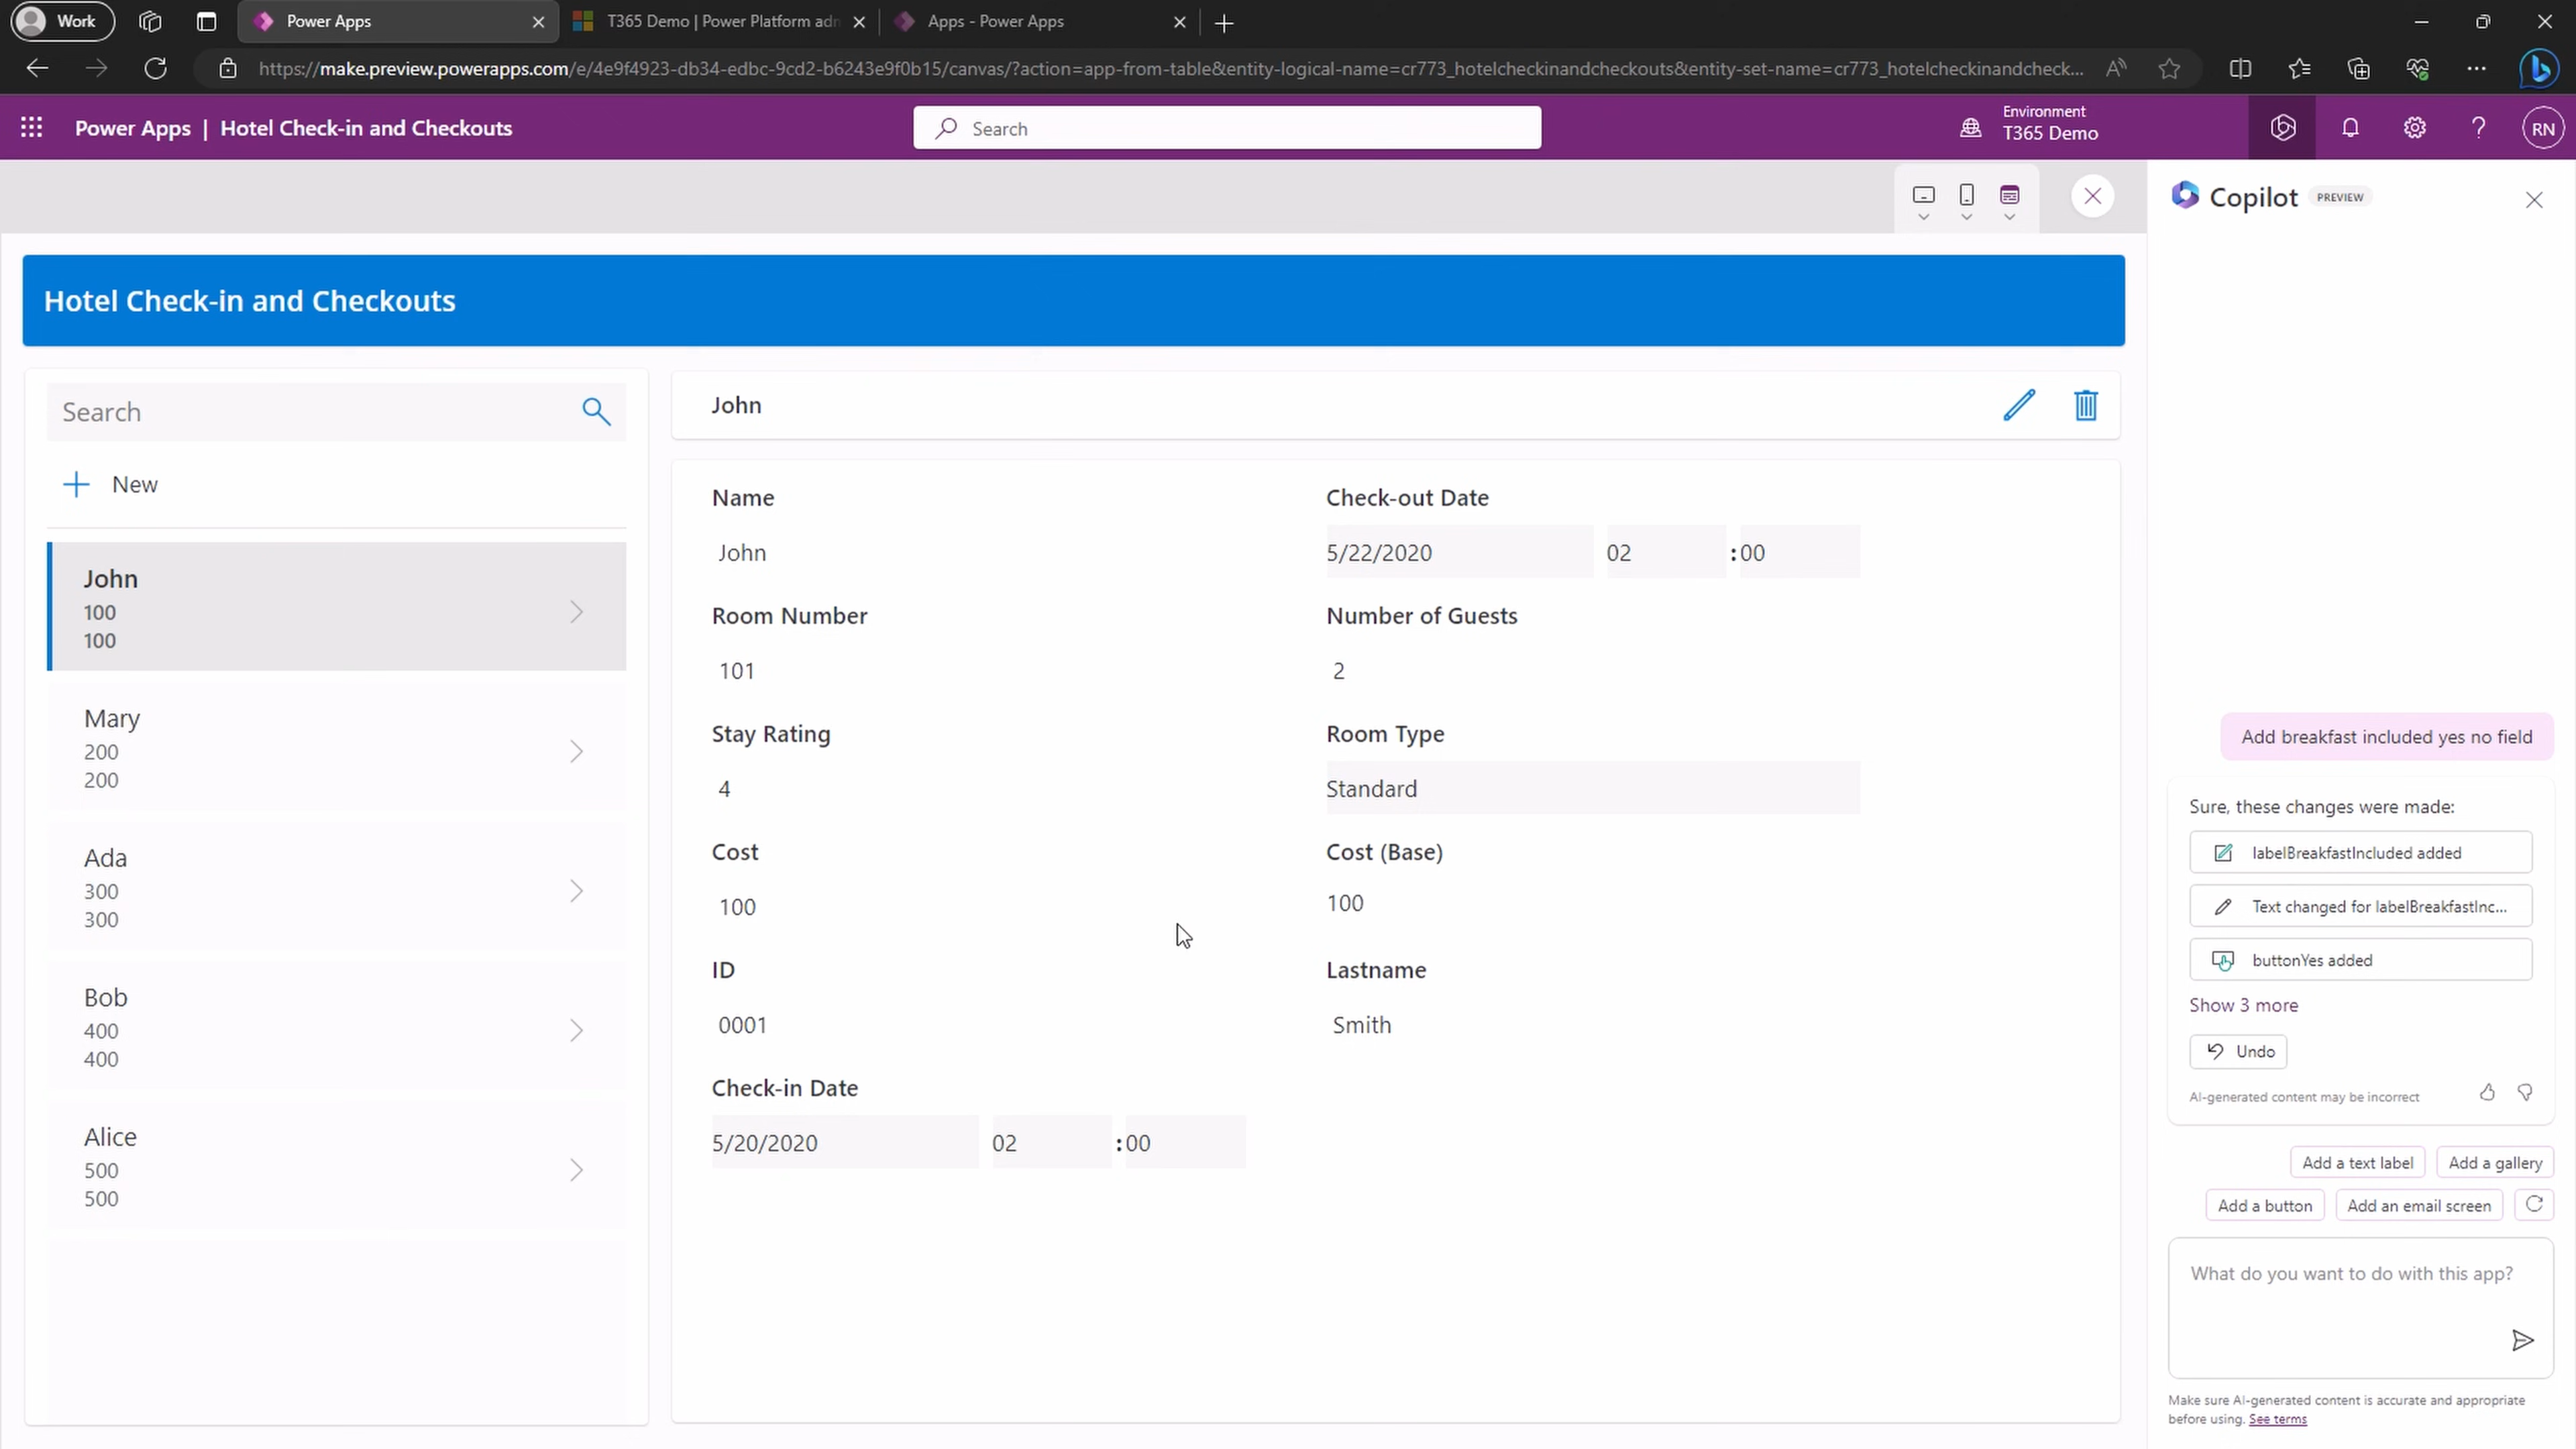 Work
Power Apps
T365 Demo | Power Platform adm
Apps - Power Apps
https://make.preview.powerapps.com/e/4e9f4923-db34-edbc-9cd2-b6243e9f0b15/canvas/?action=app-from-table&entity-logical-name=cr773_hotelcheckinandcheckouts&entity-set-name=cr773_hotelcheckinandcheck...
Power Apps | Hotel Check-in and Checkouts
Search
Environment
T365 Demo
RN
Copilot PREVIEW
Hotel Check-in and Checkouts
Search
New
John
100
100
Mary
200
200
Ada
300
300
Bob
400
400
Alice
500
500
John
Name
John
Check-out Date
5/22/2020 02 :00
Room Number
101
Number of Guests
2
Stay Rating
4
Room Type
Standard
Cost
100
Cost (Base)
100
ID
0001
Lastname
Smith
Check-in Date
5/20/2020 02 :00
Add breakfast included yes no field
Sure, these changes were made:
labelBreakfastIncluded added
Text changed for labelBreakfastInc...
buttonYes added
Show 3 more
Undo
AI-generated content may be incorrect
Add a text label
Add a gallery
Add a button
Add an email screen
What do you want to do with this app?
Make sure AI-generated content is accurate and appropriate
before using. See terms